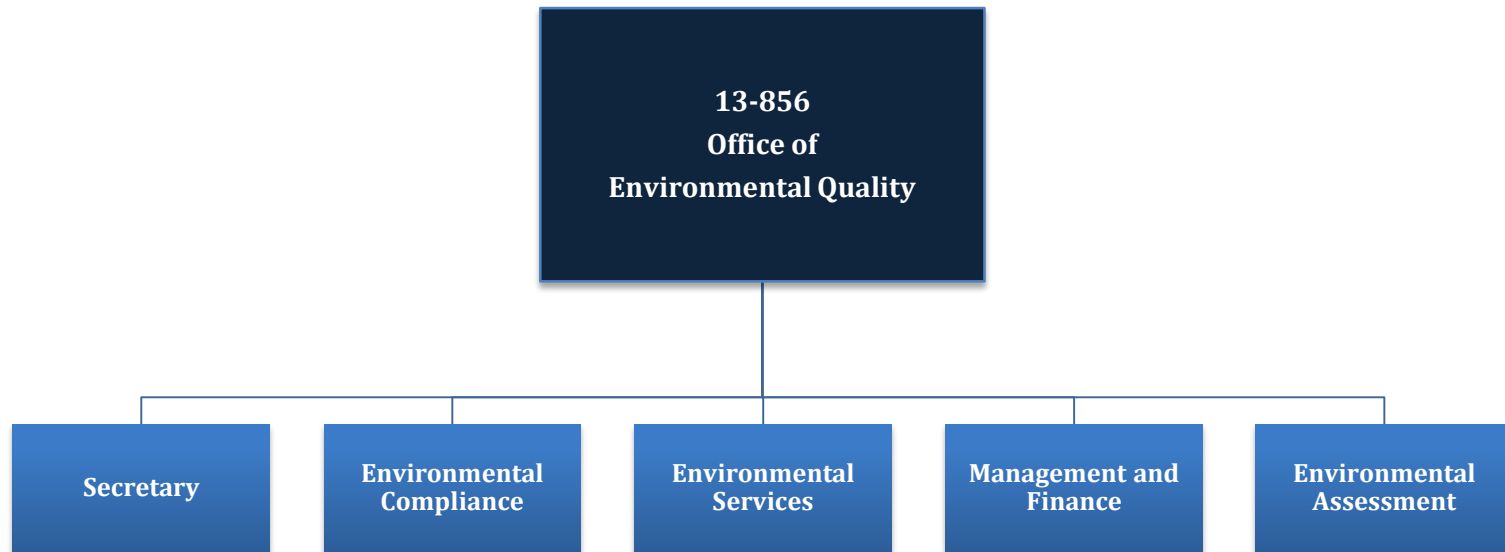 13-856
Office of
Environmental Quality
Secretary
Environmental
Compliance
Environmental
Services
Management and
Finance
Environmental
Assessment